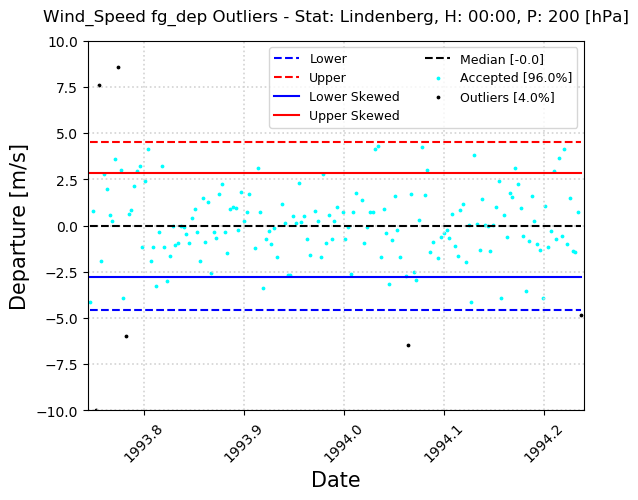 Wind_Speed fg_dep Outliers - Stat: Lindenberg, H: 00:00, P: 200 [hPa]
10.0
7.5
5.0
2.5
0.0
−2.5
−5.0
−7.5
−10.0
Departure [m/s]
Lower
Upper
Lower Skewed
Upper Skewed
Median [-0.0]
Accepted [96.0%]
Outliers [4.0%]
1993.8
1993.9
1994.0
1994.1
1994.2
Date